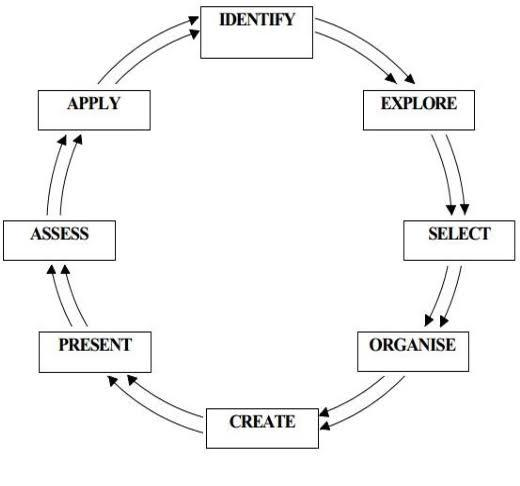 IDENTIFY
EXPLORE
SELECT
ORGANISE
CREATE
PRESENT
ASSESS
APPLY